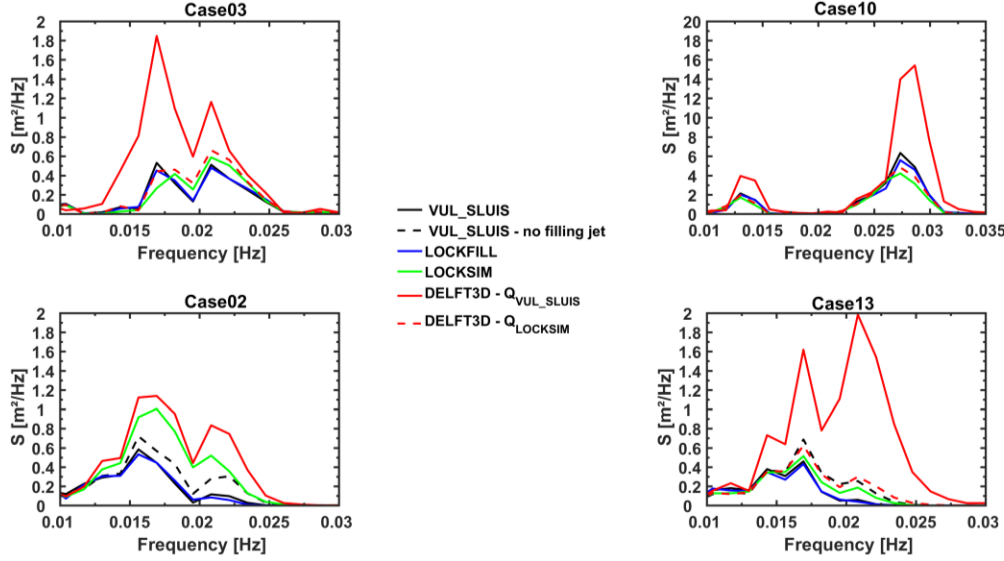 Case03
2
1.8
1.6
1.4
1.2
1
0.8
0.6
0.4
0.2
0
S [m²/Hz]
0.01 0.015 0.02 0.025 0.03
Frequency [Hz]
Case10
20
18
16
14
12
10
8
6
4
2
0
S [m²/Hz]
0.01 0.015 0.02 0.025 0.03 0.035
Frequency [Hz]
VUL_SLUIS
VUL_SLUIS - no filling jet
LOCKFILL
LOCKSIM
DELFT3D - Q_VUL_SLUIS
DELFT3D - Q_LOCKSIM
Case02
2
1.8
1.6
1.4
1.2
1
0.8
0.6
0.4
0.2
0
S [m²/Hz]
0.01 0.015 0.02 0.025 0.03
Frequency [Hz]
Case13
2
1.8
1.6
1.4
1.2
1
0.8
0.6
0.4
0.2
0
S [m²/Hz]
0.01 0.015 0.02 0.025 0.03
Frequency [Hz]